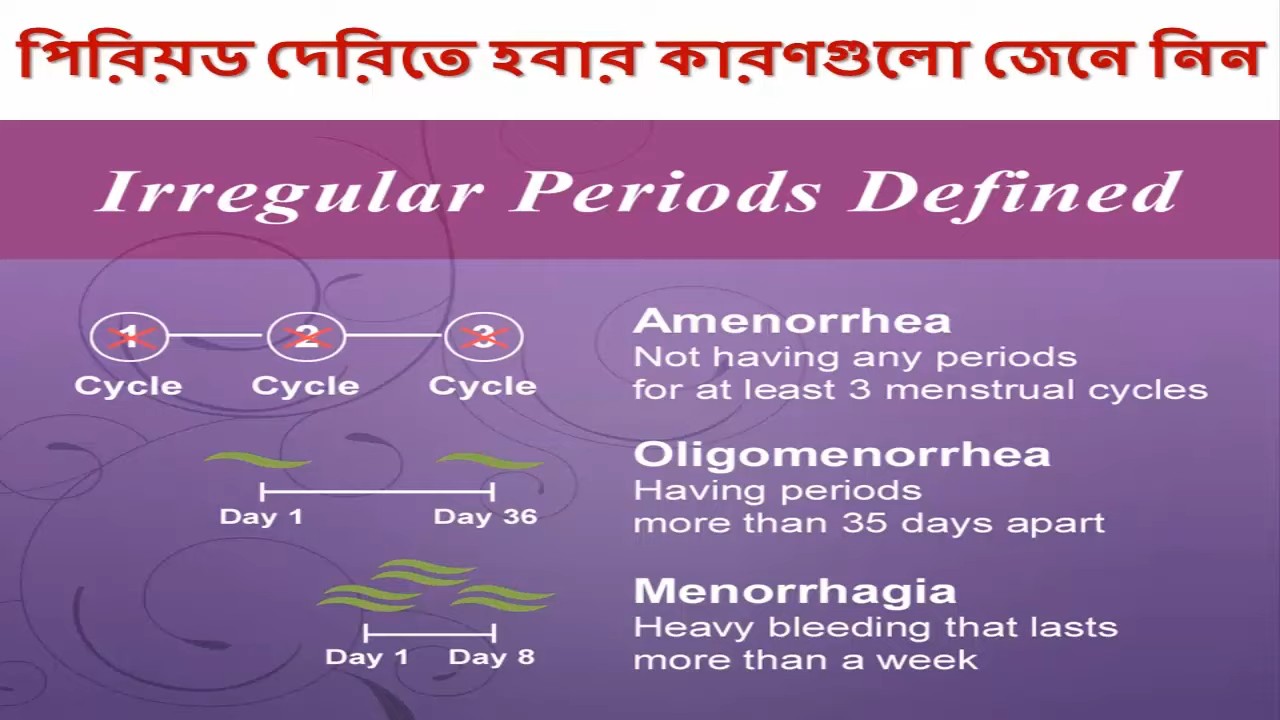 পিরিয়ড দেরিতে হবার কারণগুলো জেনে নিন
Irregular Periods Defined
1 2 3
Cycle Cycle Cycle
Amenorrhea
Not having any periods
for at least 3 menstrual cycles
Day 1 Day 36
Oligomenorrhea
Having periods
more than 35 days apart
Day 1 Day 8
Menorrhagia
Heavy bleeding that lasts
more than a week